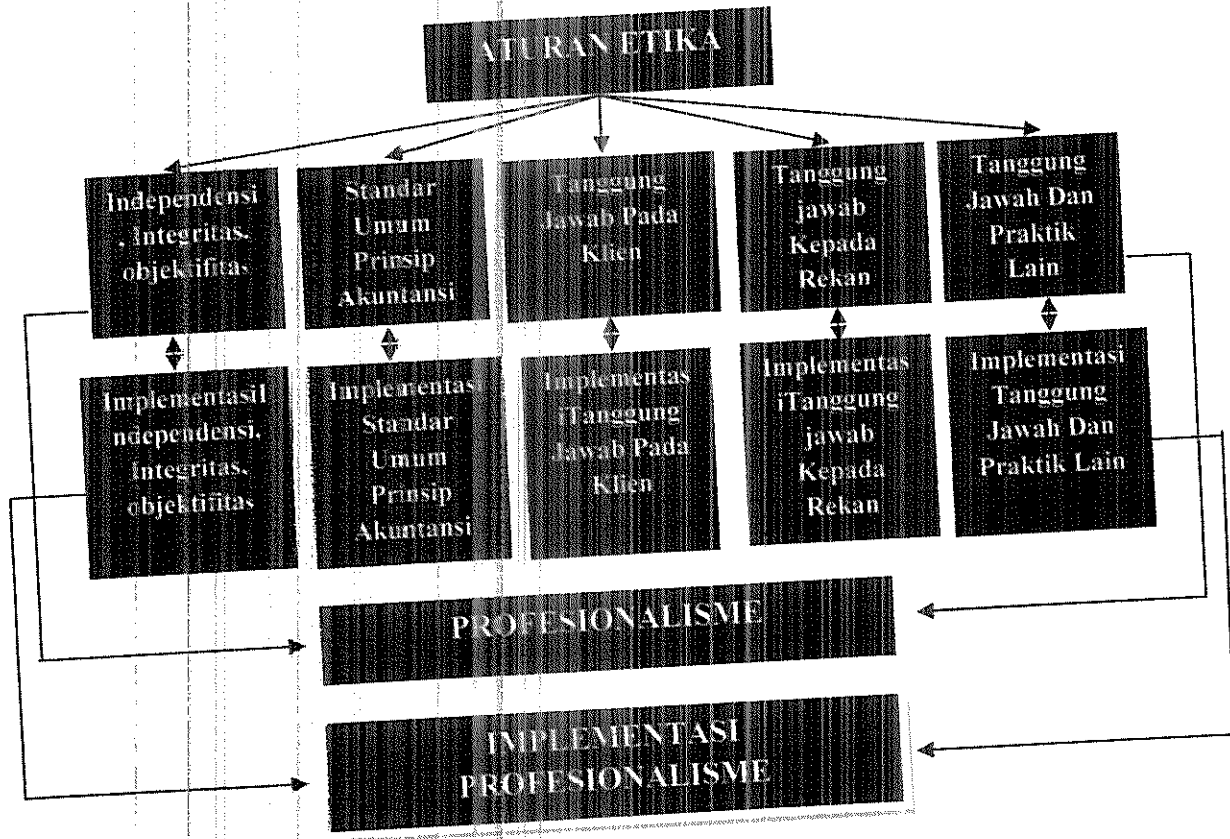 ATURAN ETIKA
Independensi
, Integritas,
objektifitas
Standar
Umum
Prinsip
Akuntansi
Tanggung
Jawab Pada
Klien
Tanggung
jawab
Kepada
Rekan
Tanggung
Jawab Dan
Praktik
Lain
ImplementasiI
ndependensi,
Integritas,
objektifitas
Implementasi
Standar
Umum
Prinsip
Akuntansi
Implementas
iTanggung
Jawab Pada
Klien
Implementas
iTanggung
jawab
Kepada
Rekan
Implementasi
Tanggung
Jawab Dan
Praktik Lain
PROFESIONALISME
IMPLEMENTASI
PROFESIONALISME